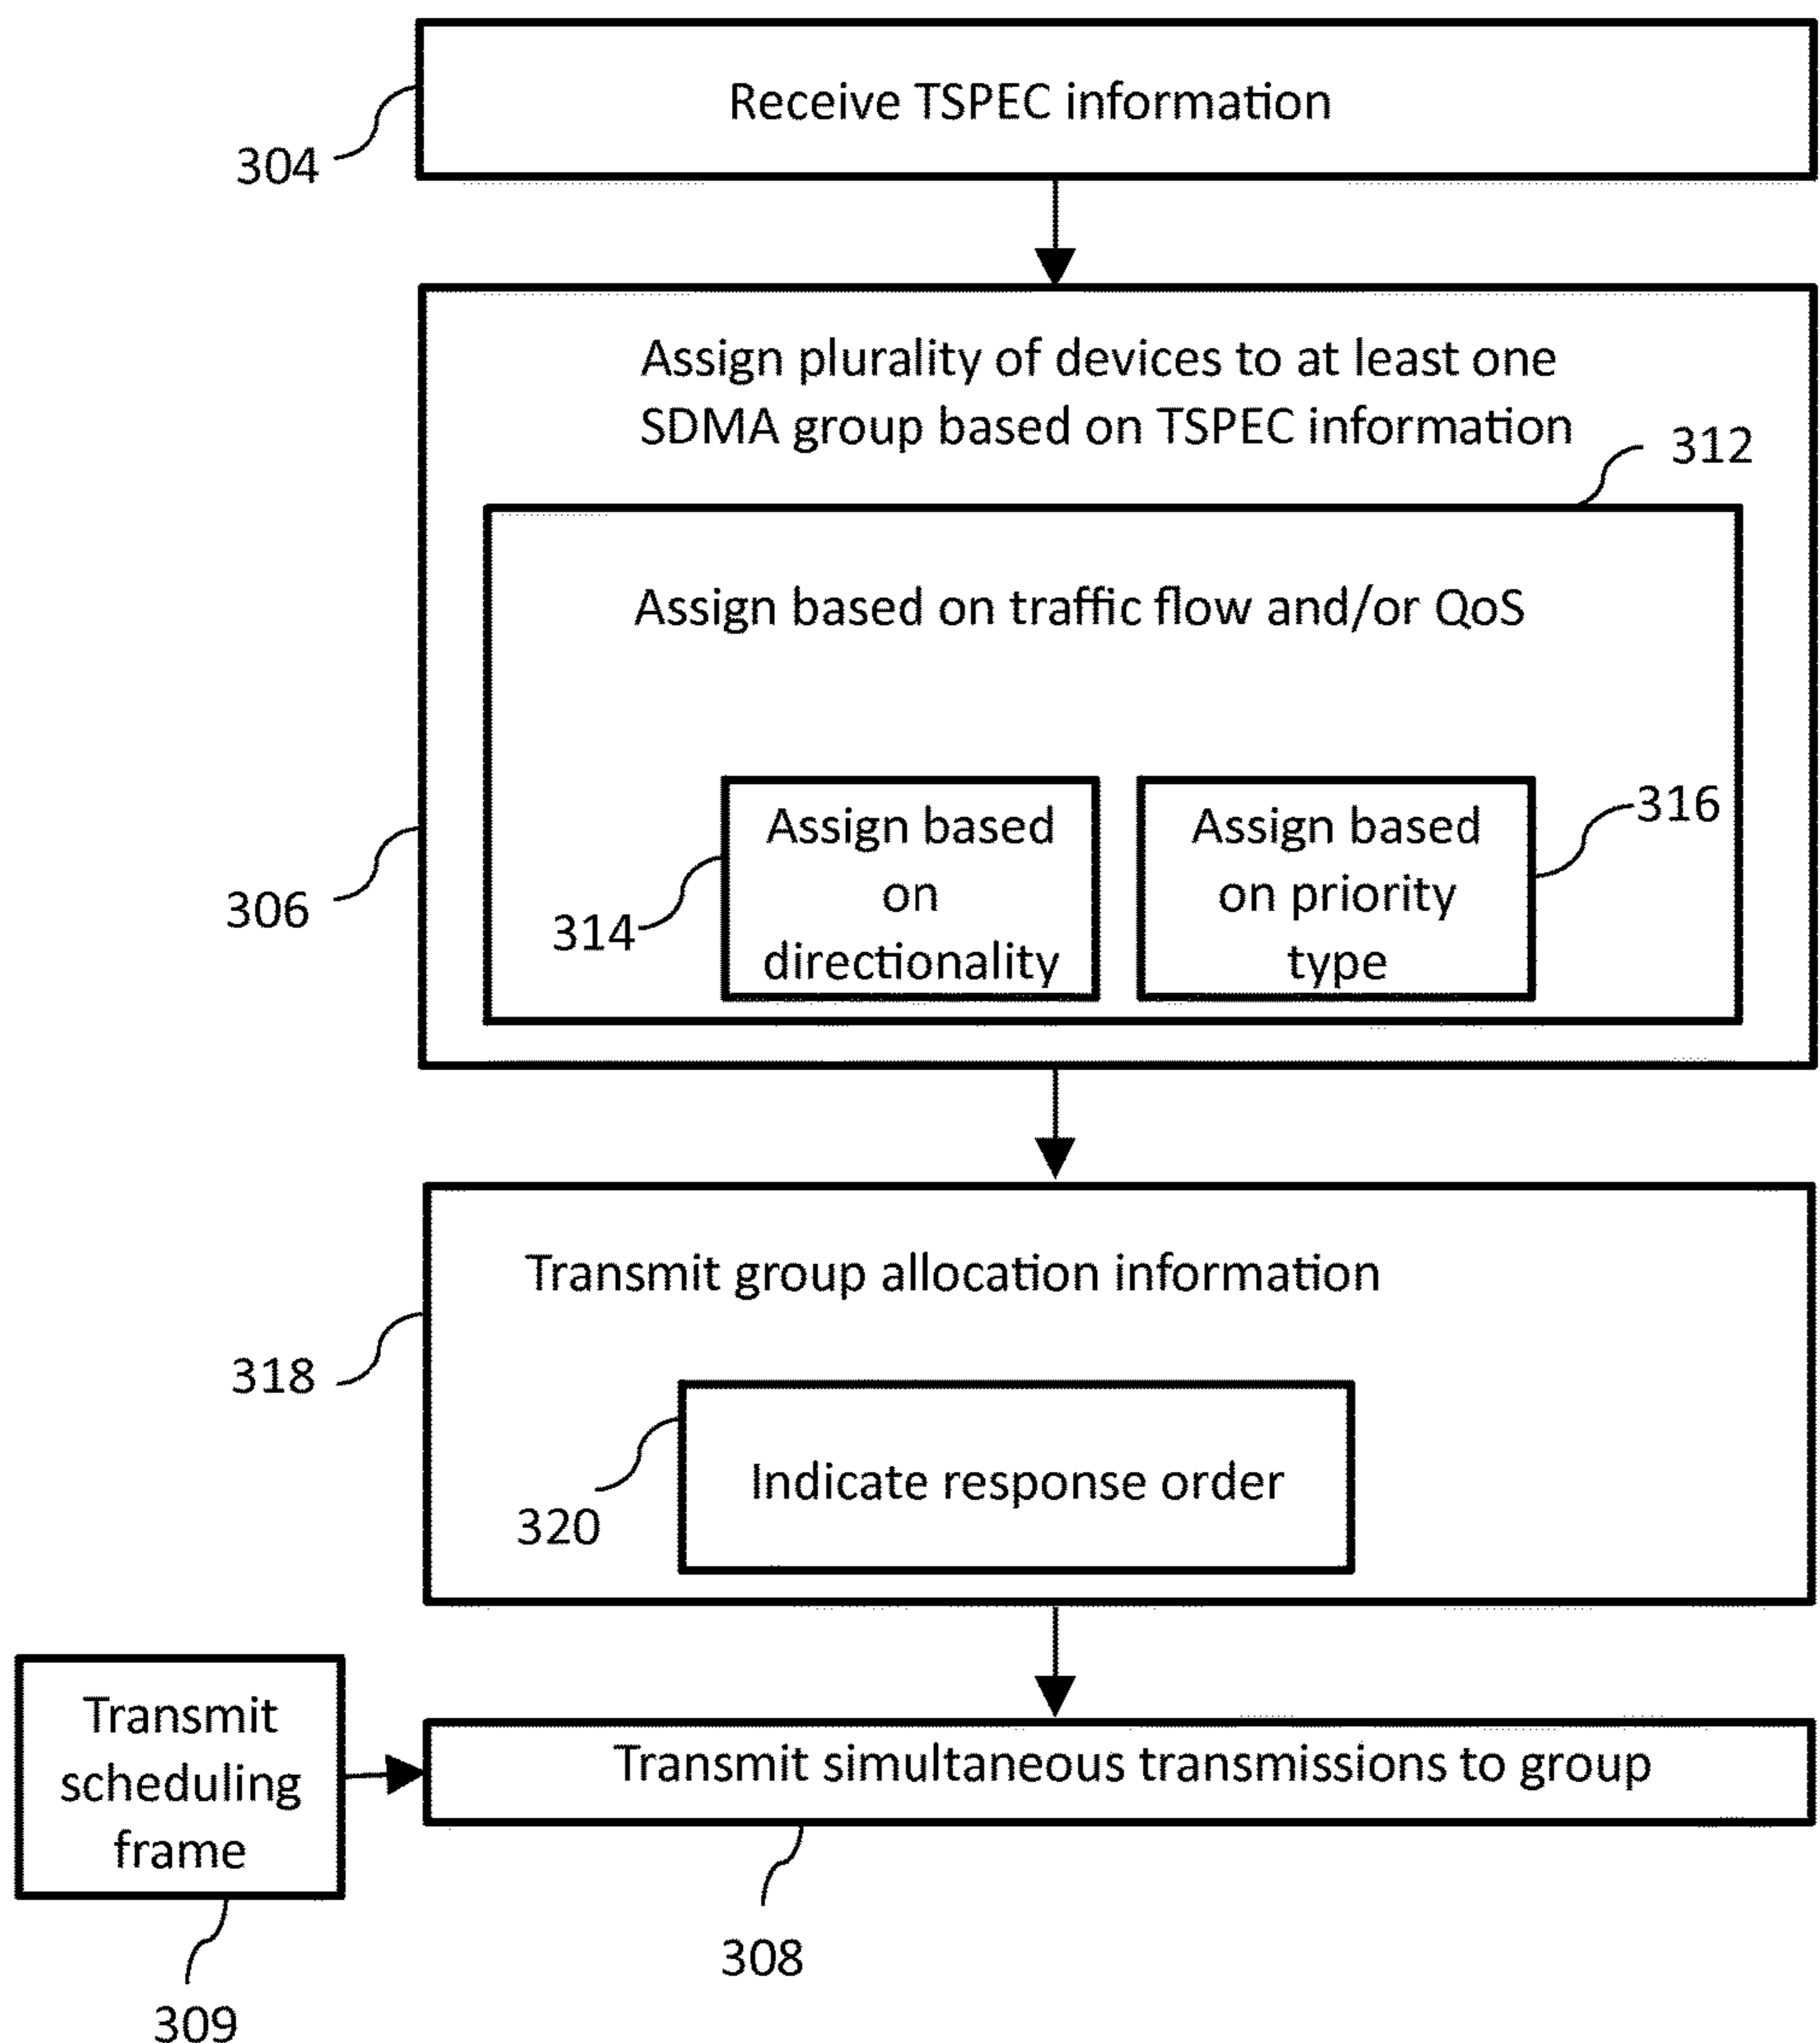 Receive TSPEC information
304
Assign plurality of devices to at least one
SDMA group based on TSPEC information
312
Assign based on traffic flow and/or QoS
306
314
Assign based
on
directionality
Assign based
on priority
type
316
Transmit group allocation information
318
Indicate response order
320
Transmit
scheduling
frame
309
Transmit simultaneous transmissions to group
308